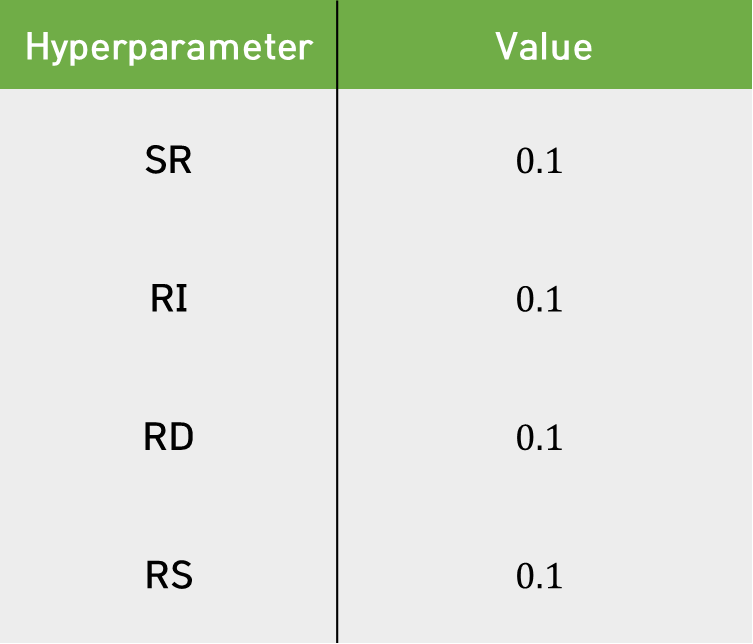 Hyperparameter Value
SR 0.1
RI 0.1
RD 0.1
RS 0.1